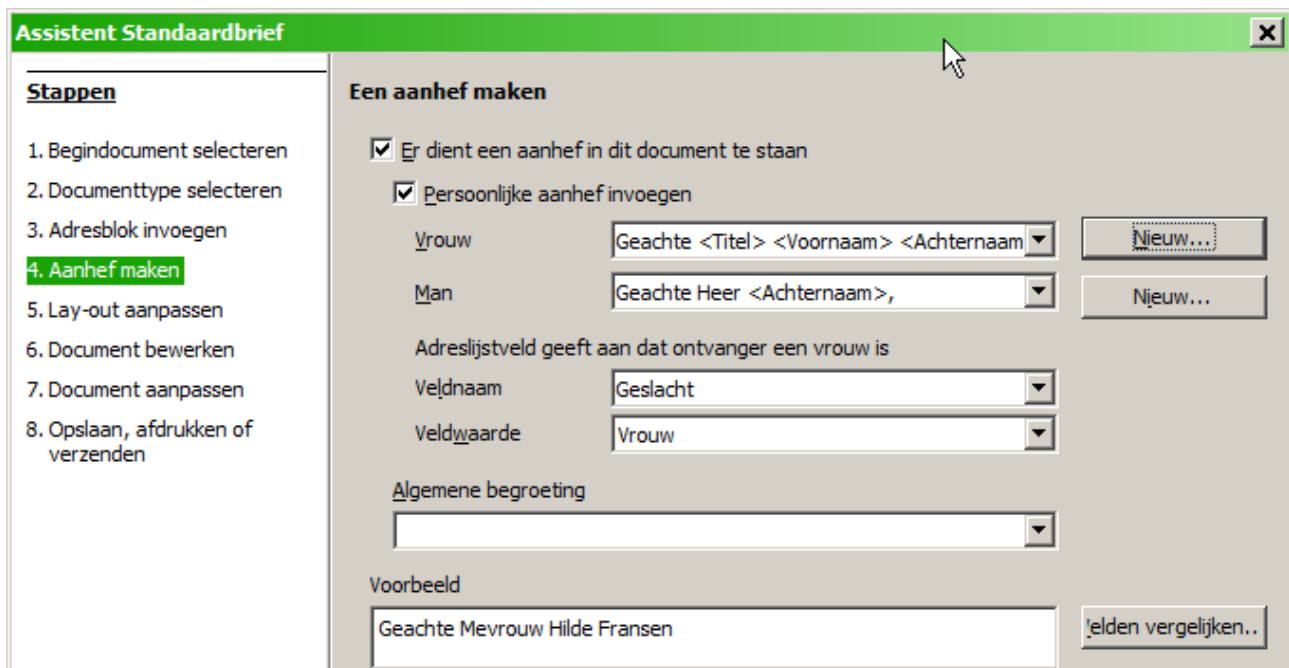 Assistent Standaardbrief
Stappen
1. Begindocument selecteren
2. Documenttype selecteren
3. Adresblok invoegen
4. Aanhef maken
5. Lay-out aanpassen
6. Document bewerken
7. Document aanpassen
8. Opslaan, afdrukken of
verzenden
Een aanhef maken
Er dient een aanhef in dit document te staan
Persoonlijke aanhef invoegen
Vrouw Geachte <Titel> <Voornaam> <Achternaam Nieuw...
Man Geachte Heer <Achternaam>, Nieuw...
Adreslijstveld geeft aan dat ontvanger een vrouw is
Veldnaam Geslacht
Veldwaarde Vrouw
Algemene begroeting
Voorbeeld
Geachte Mevrouw Hilde Fransen elden vergelijken..